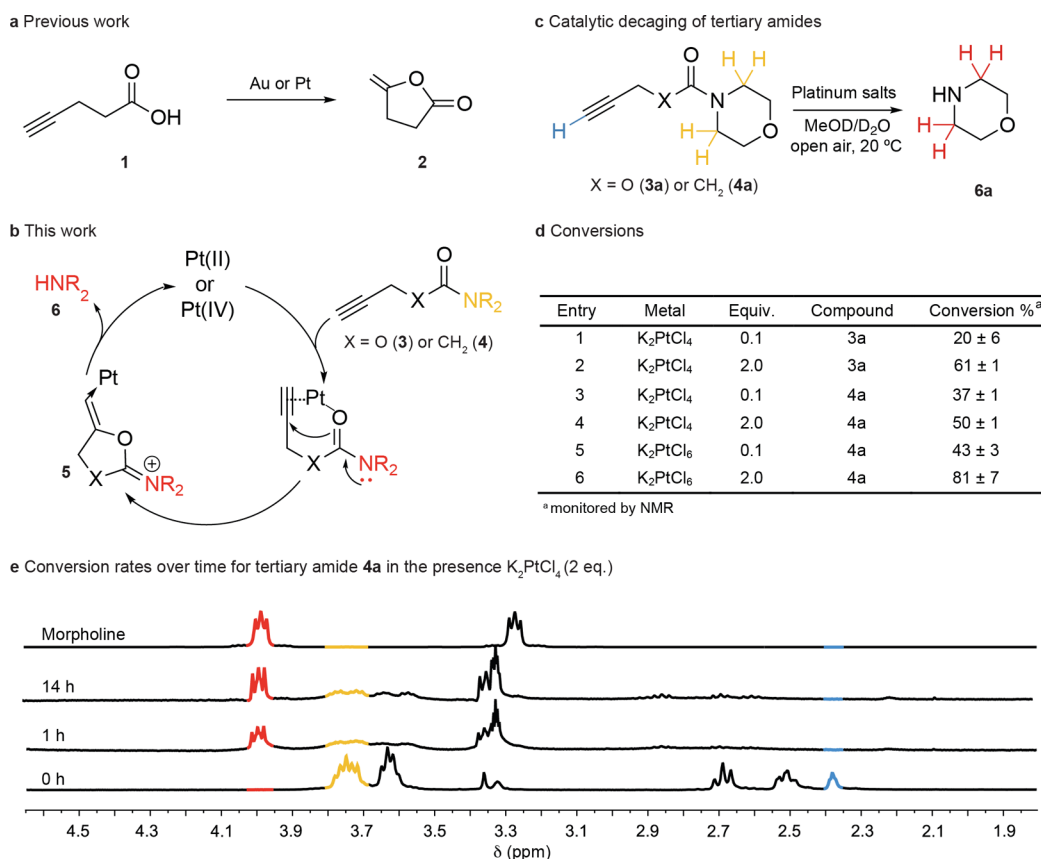 a Previous work
O
OH
1
Au or Pt
O
O
2
b This work
HNR2
6
Pt(II)
or
Pt(IV)
O
X
NR2
X = O (3) or CH2 (4)
Pt
O
5
X
⊕
NR2
Pt
O
X
NR2
c Catalytic decaging of tertiary amides
H H
O
H
X
N
O
H
H
X = O (3a) or CH2 (4a)
Platinum salts
MeOD/D2O
open air, 20 ºC
H H
HN
H
O
H
6a
d Conversions
Entry Metal Equiv. Compound Conversion %a
1 K2PtCl4 0.1 3a 20 ± 6
2 K2PtCl4 2.0 3a 61 ± 1
3 K2PtCl4 0.1 4a 37 ± 1
4 K2PtCl4 2.0 4a 50 ± 1
5 K2PtCl6 0.1 4a 43 ± 3
6 K2PtCl6 2.0 4a 81 ± 7
a monitored by NMR
e Conversion rates over time for tertiary amide 4a in the presence K2PtCl4 (2 eq.)
Morpholine
14 h
1 h
0 h
4.5 4.3 4.1 3.9 3.7 3.5 3.3 3.1 2.9 2.7 2.5 2.3 2.1 1.9
δ (ppm)